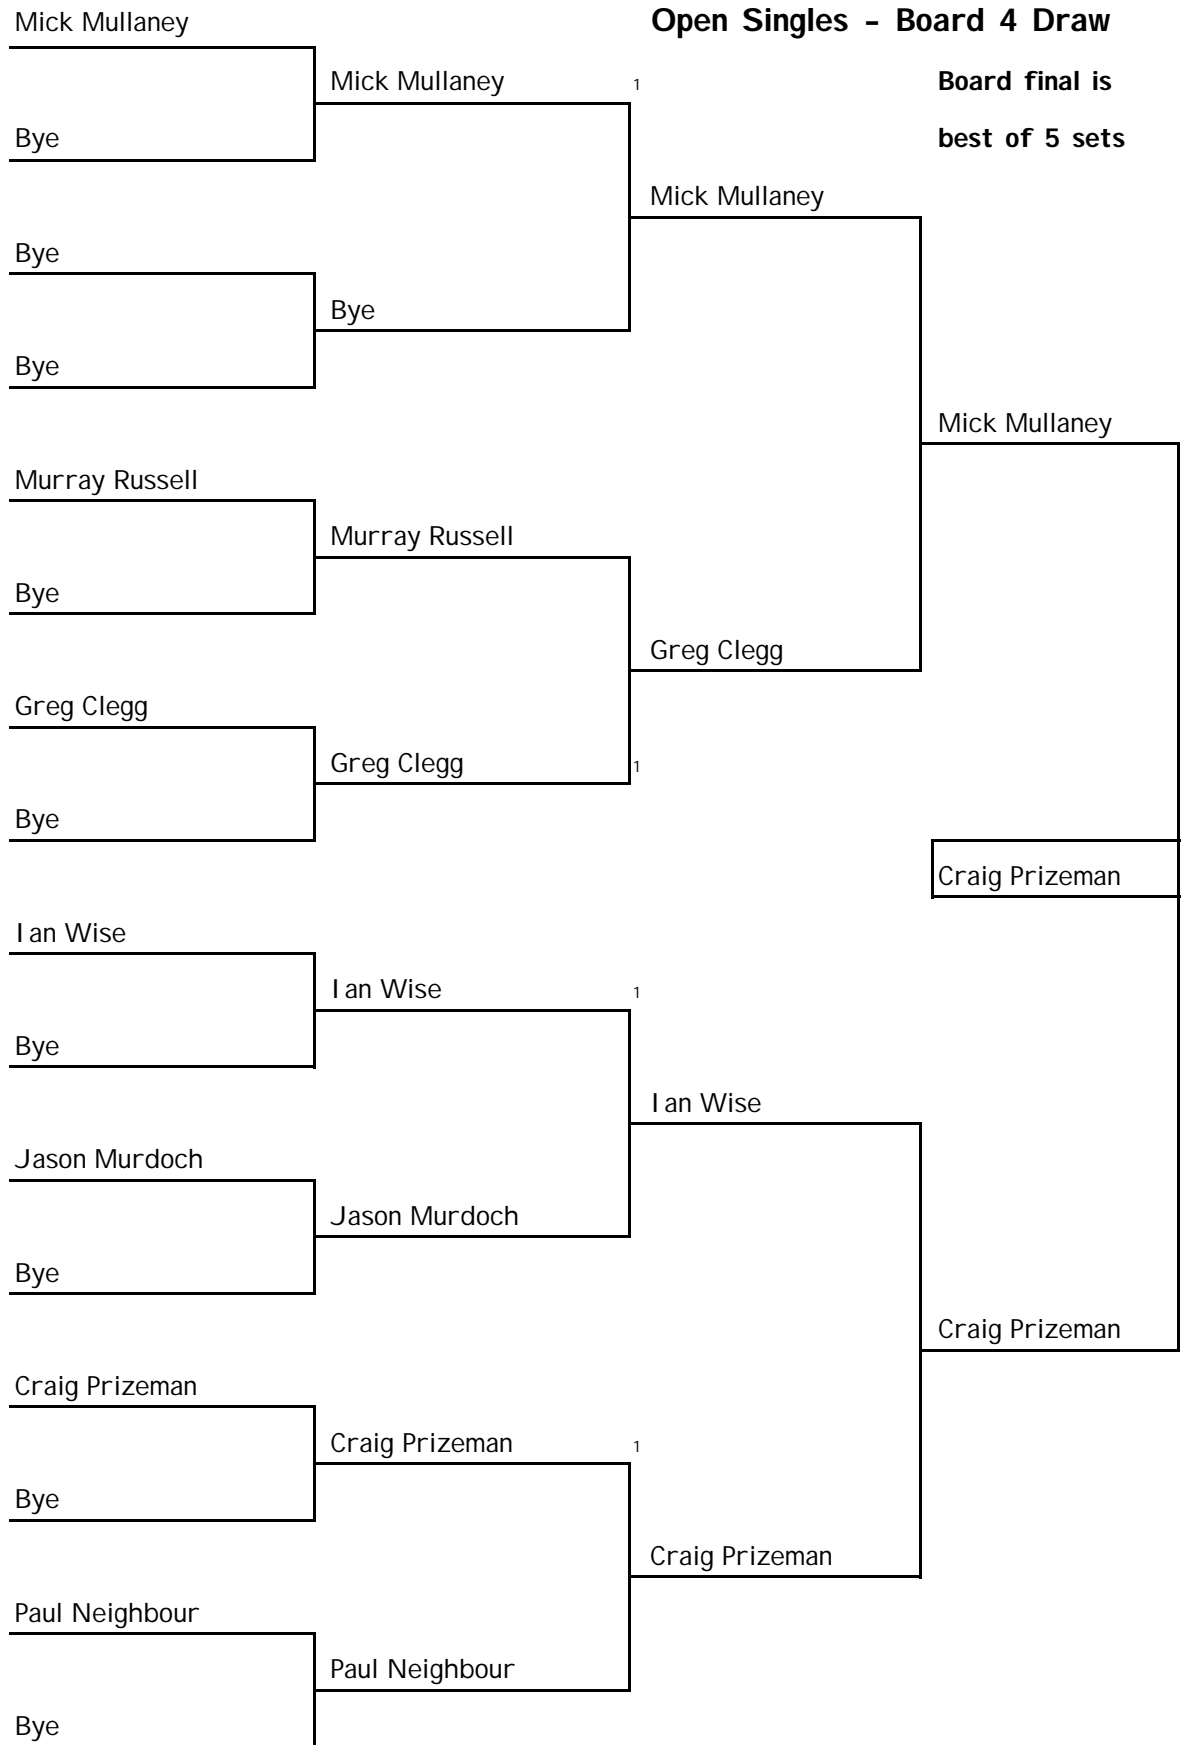 Mick Mullaney
Open Singles - Board 4 Draw
Mick Mullaney
1
Board final is
Bye
best of 5 sets
Mick Mullaney
Bye
Bye
Bye
Mick Mullaney
Murray Russell
Murray Russell
Bye
Greg Clegg
Greg Clegg
Greg Clegg
1
Bye
Craig Prizeman
Ian Wise
Ian Wise
1
Bye
Ian Wise
Jason Murdoch
Jason Murdoch
Bye
Craig Prizeman
Craig Prizeman
Craig Prizeman
1
Bye
Craig Prizeman
Paul Neighbour
Paul Neighbour
Bye